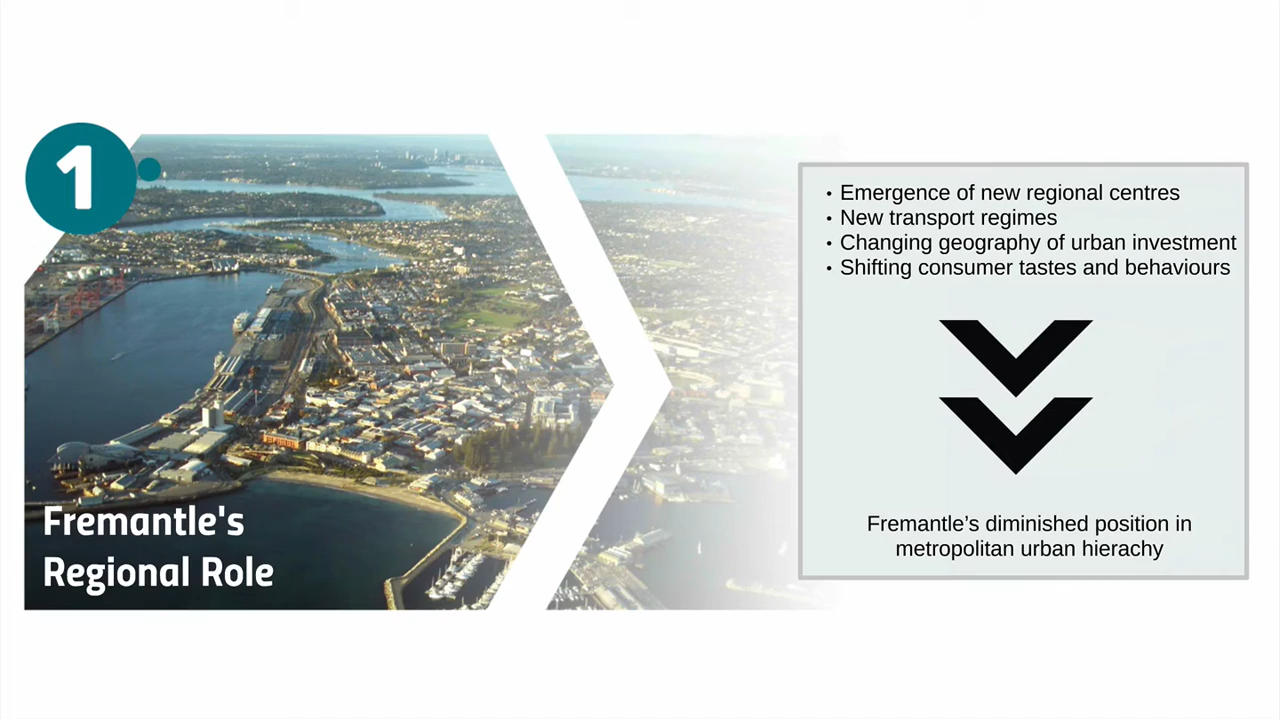 1
Fremantle's
Regional Role
• Emergence of new regional centres
• New transport regimes
• Changing geography of urban investment
• Shifting consumer tastes and behaviours
Fremantle’s diminished position in
metropolitan urban hierachy